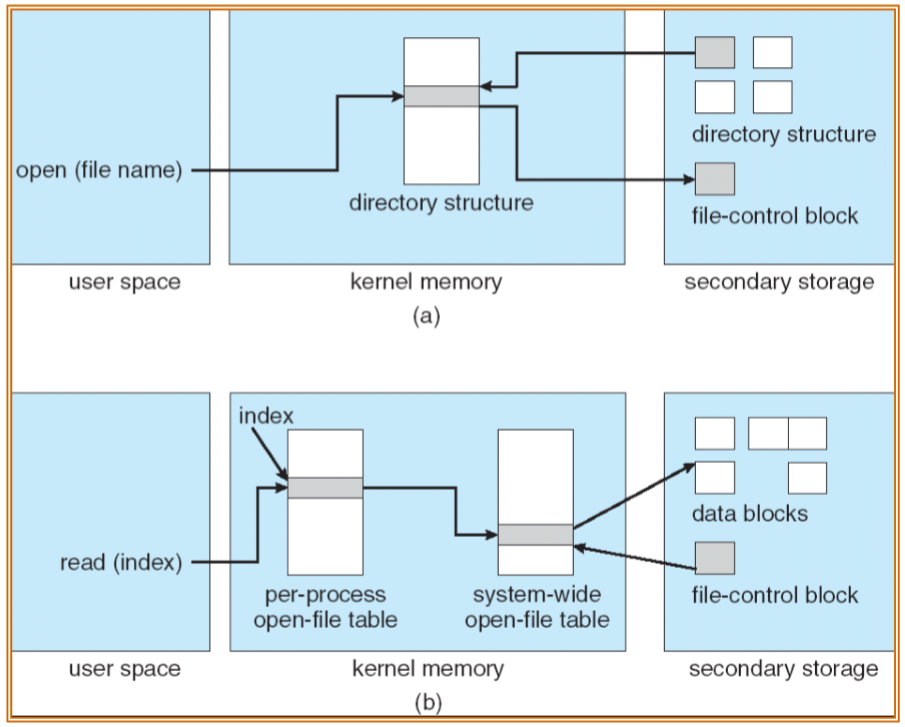 open (file name)
directory structure
directory structure
file-control block
user space
kernel memory
secondary storage
(a)
index
read (index)
per-process
open-file table
system-wide
open-file table
data blocks
file-control block
user space
kernel memory
secondary storage
(b)